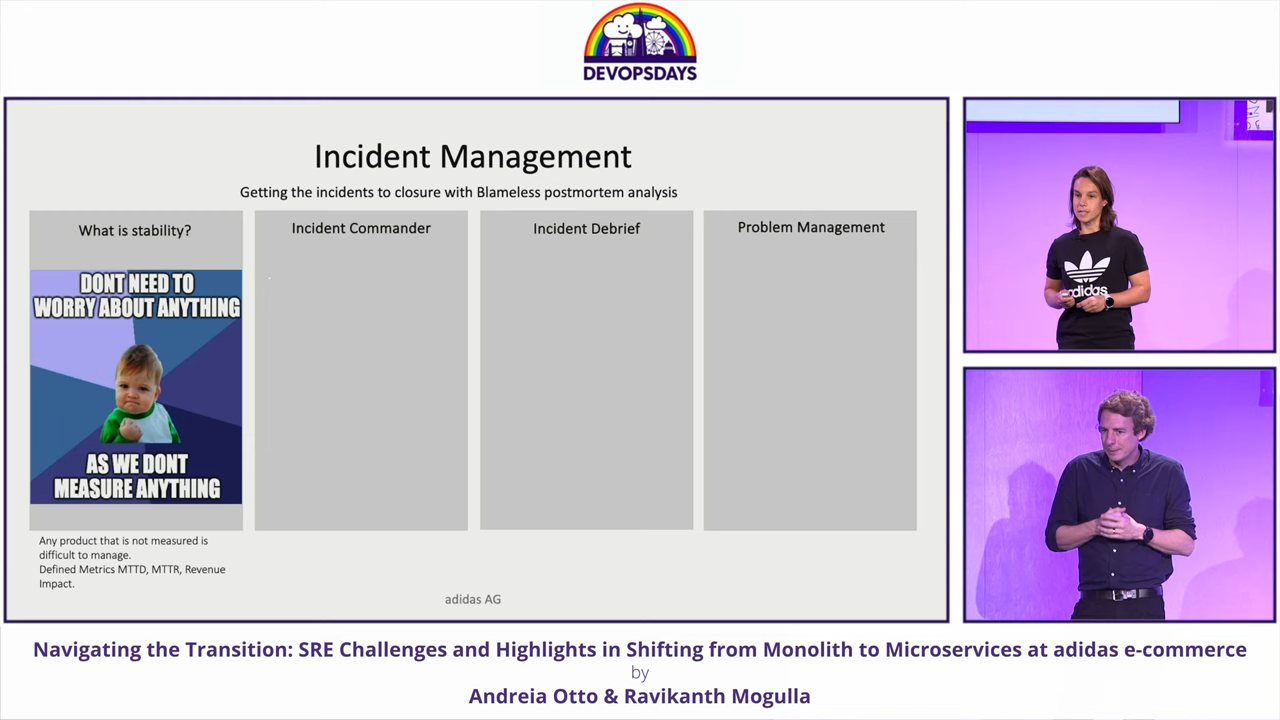 DEVOPSDAYS
Incident Management
Getting the incidents to closure with Blameless postmortem analysis
What is stability?
Incident Commander
Incident Debrief
Problem Management
DONT NEED TO
WORRY ABOUT ANYTHING
AS WE DONT
MEASURE ANYTHING
Any product that is not measured is
difficult to manage.
Defined Metrics MTTD, MTTR, Revenue
Impact.
adidas AG
adidas
Navigating the Transition: SRE Challenges and Highlights in Shifting from Monolith to Microservices at adidas e-commerce
by
Andreia Otto & Ravikanth Mogulla